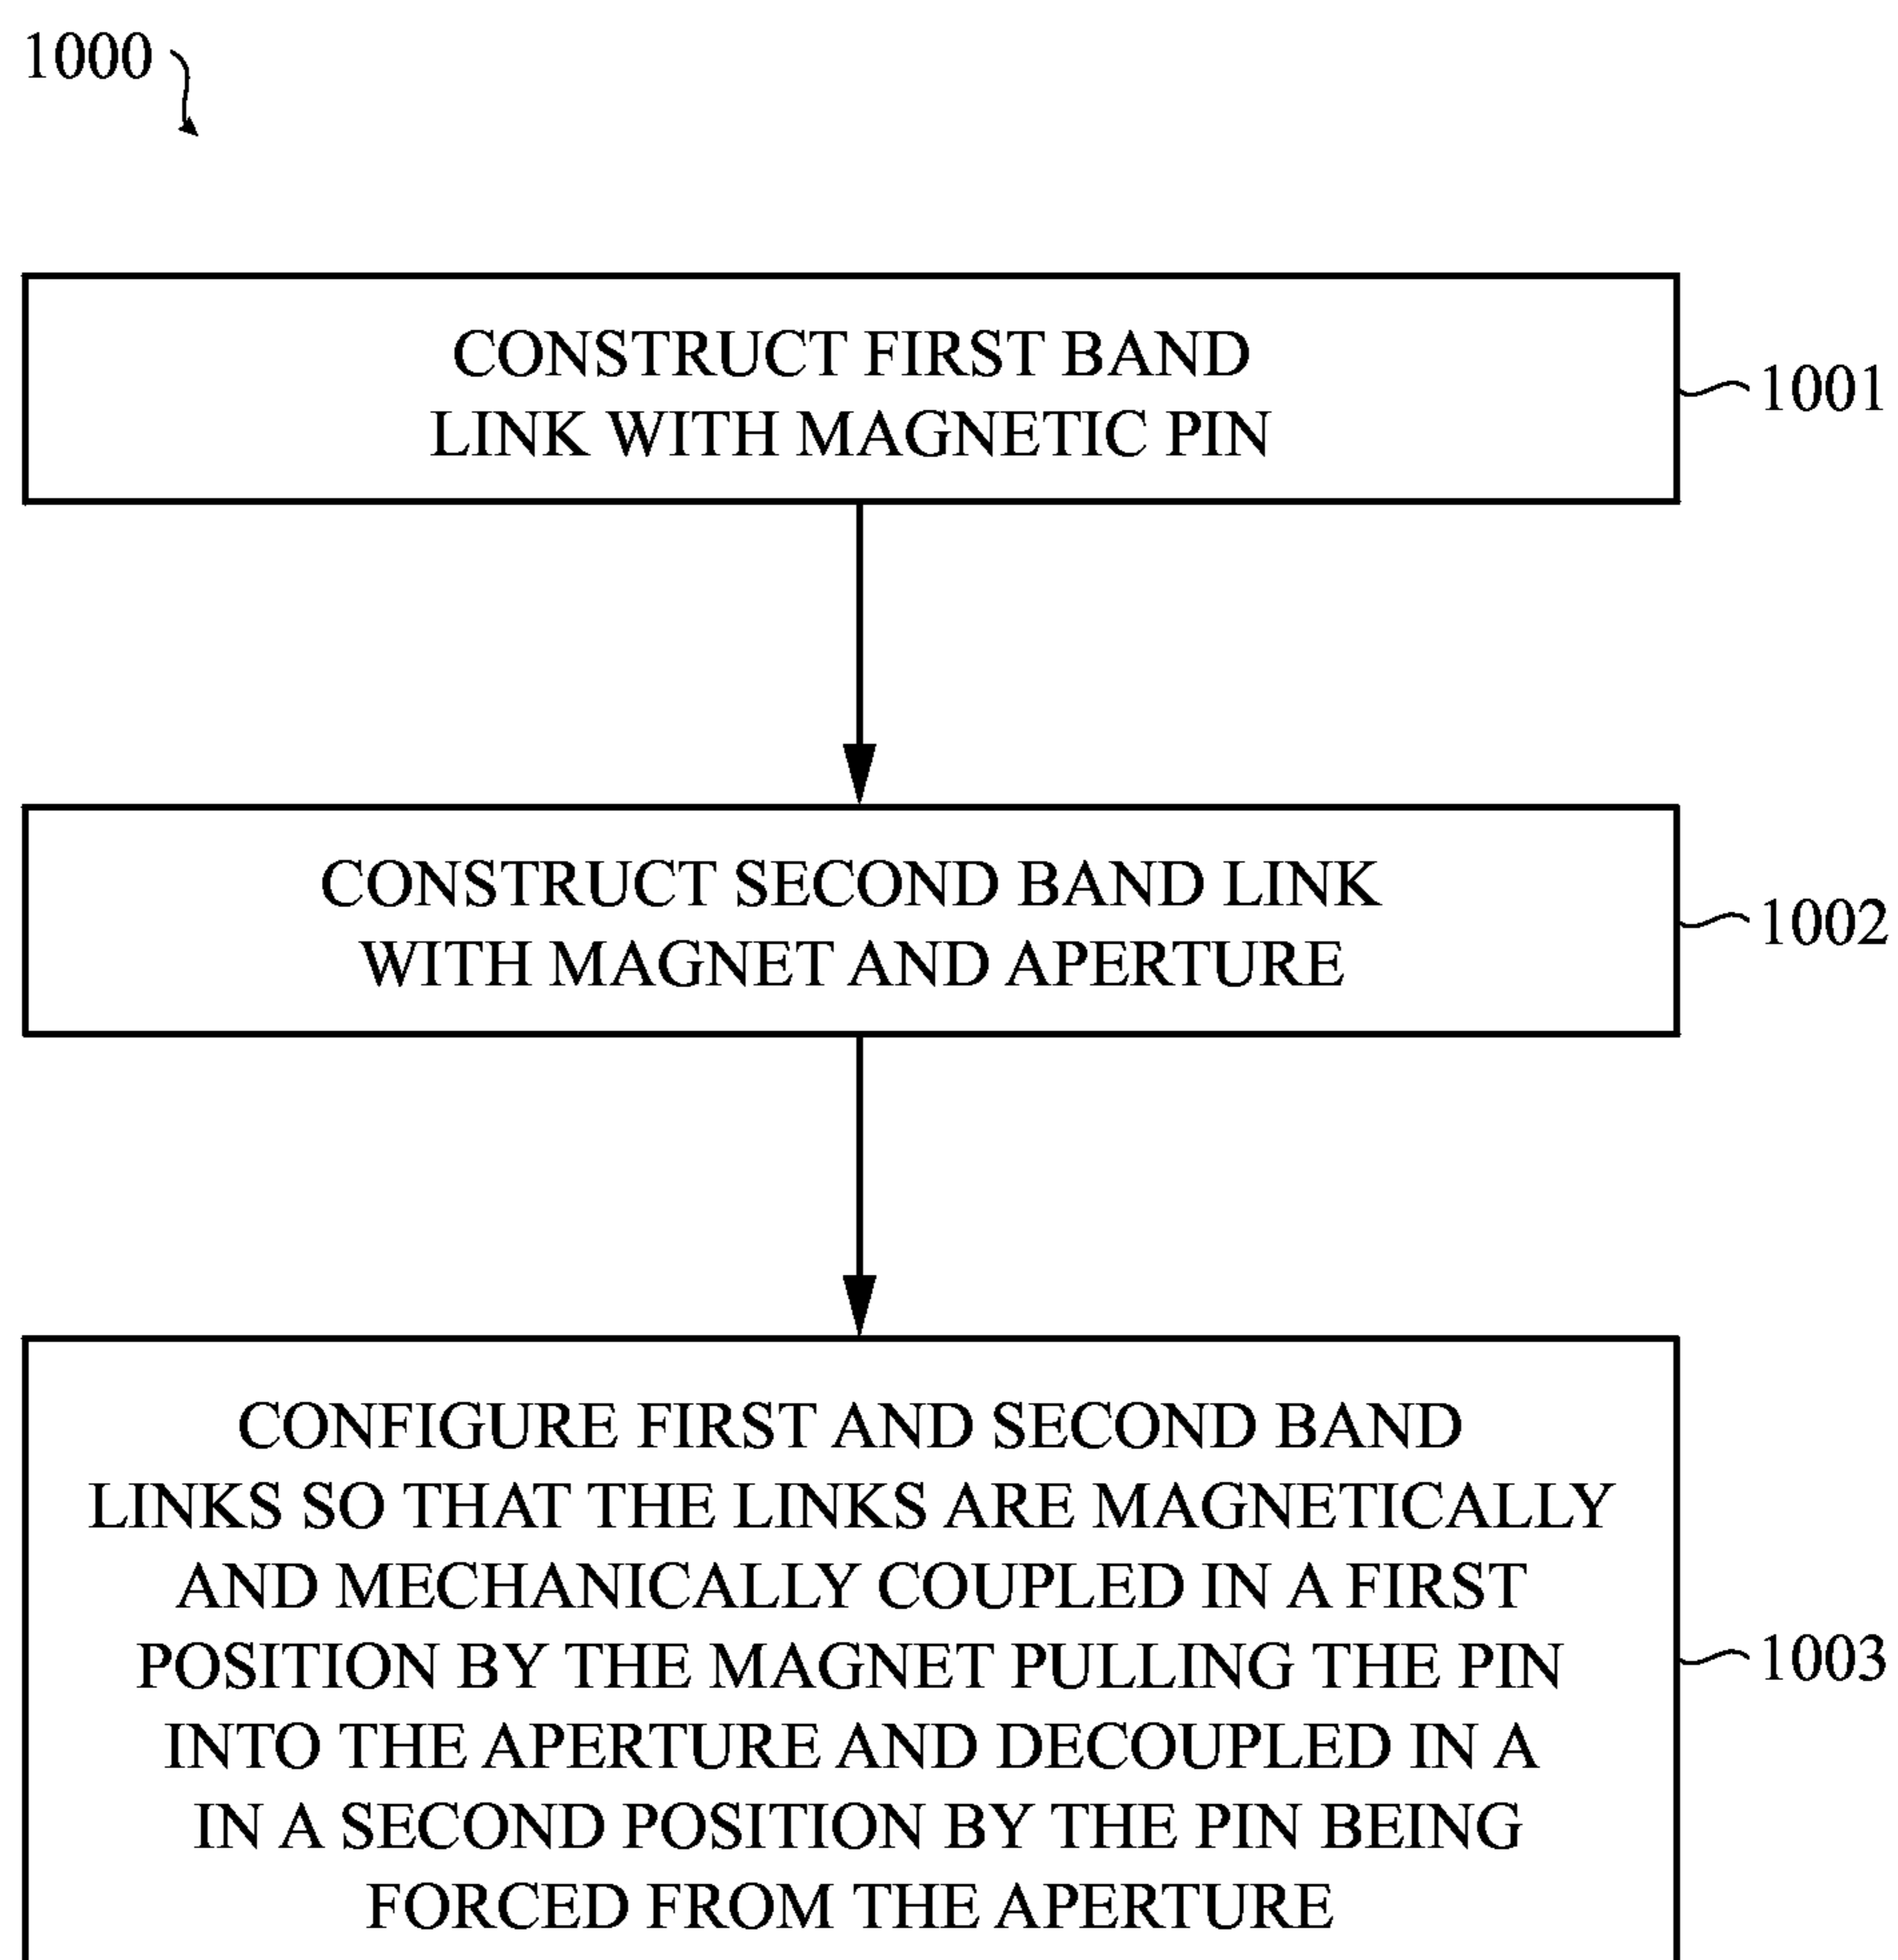 1000
CONSTRUCT FIRST BAND
LINK WITH MAGNETIC PIN
1001
CONSTRUCT SECOND BAND LINK
WITH MAGNET AND APERTURE
1002
CONFIGURE FIRST AND SECOND BAND
LINKS SO THAT THE LINKS ARE MAGNETICALLY
AND MECHANICALLY COUPLED IN A FIRST
POSITION BY THE MAGNET PULLING THE PIN
INTO THE APERTURE AND DECOUPLED IN A
IN A SECOND POSITION BY THE PIN BEING
FORCED FROM THE APERTURE
1003